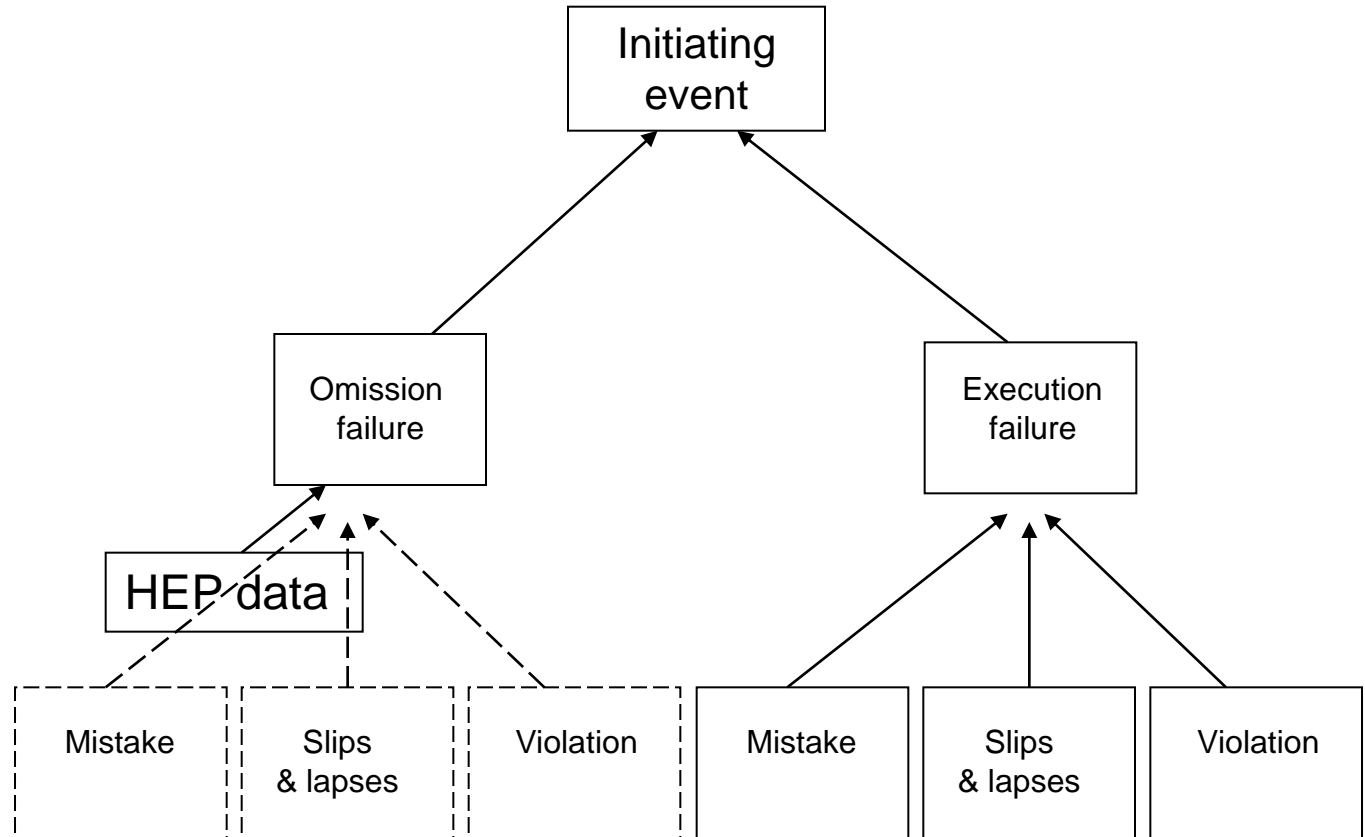 Initiating
event
Omission
failure
Execution
failure
HEP data
Mistake
Slips
& lapses
Violation
Mistake
Slips
& lapses
Violation